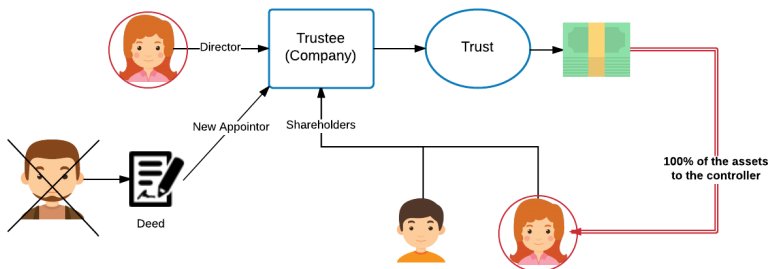 Director
Trustee
(Company)
Trust
New Appointor
Shareholders
100% of the assets
to the controller
Deed